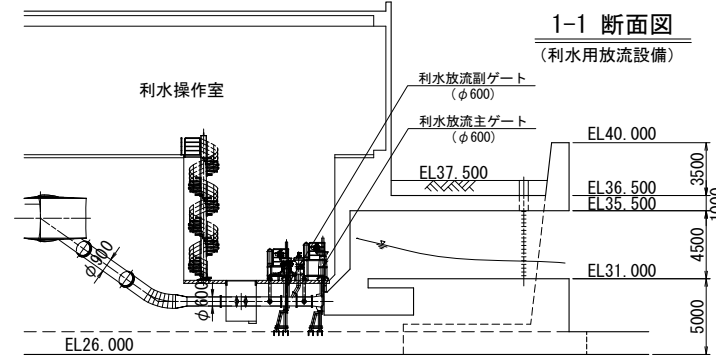 1-1 断面図
(利水用放流設備)
利水操作室
利水放流副ゲート
(φ600)
利水放流主ゲート
(φ600)
EL40.000
3500
EL37.500
EL36.500
1000
EL35.500
4500
EL31.000
5000
φ900
φ600
EL26.000